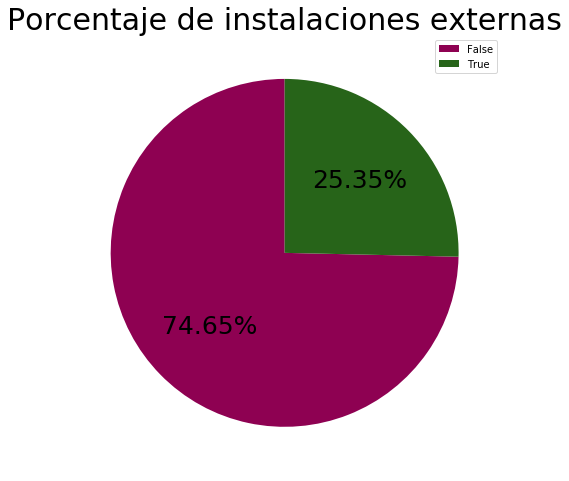 Porcentaje de instalaciones externas
False
True
25.35%
74.65%